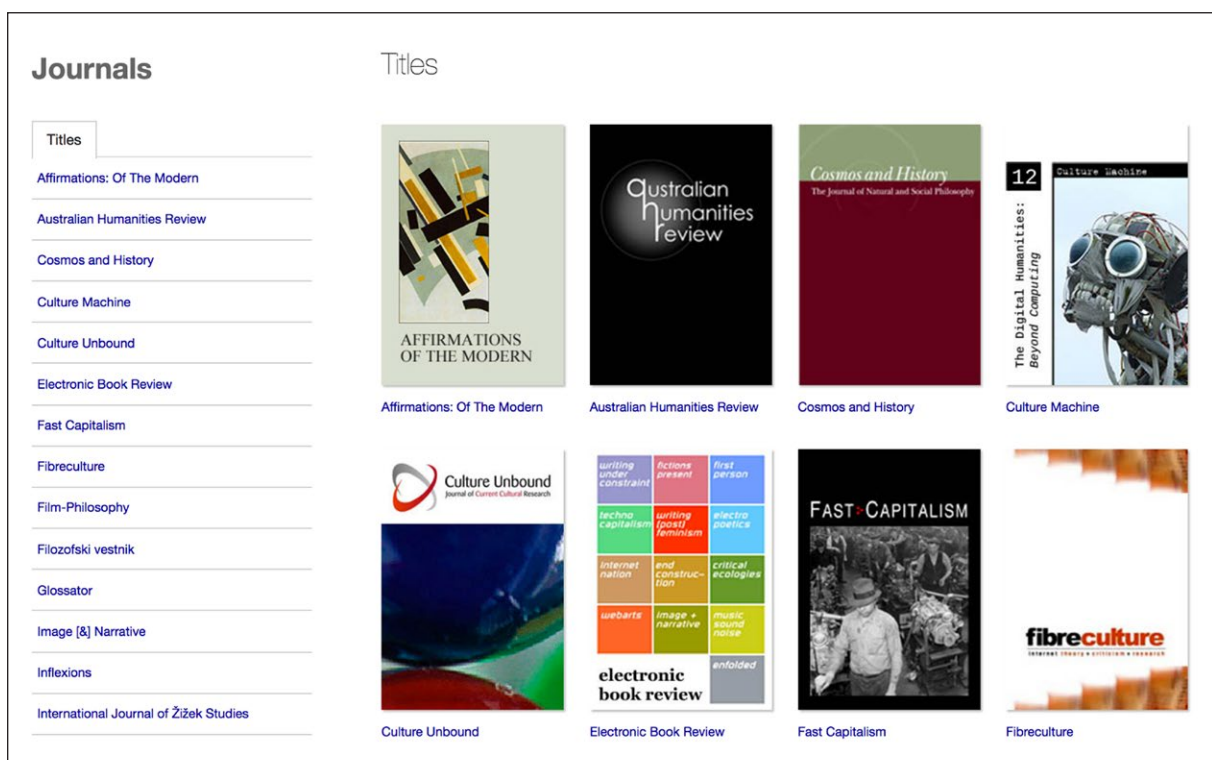 Journals
Titles
Affirmations: Of The Modern
Australian Humanities Review
Cosmos and History
Culture Machine
Culture Unbound
Electronic Book Review
Fast Capitalism
Fibreculture
Film-Philosophy
Filozofski vestnik
Glossator
Image [&] Narrative
Inflexions
International Journal of Žižek Studies
Titles
AFFIRMATIONS
OF THE MODERN
Affirmations: Of The Modern
australian
humanities
review
Australian Humanities Review
Cosmos and History
The Journal of Natural and Social Philosophy
Cosmos and History
12
Culture Machine
The Digital Humanities:
Beyond Computing
Culture Machine
Culture Unbound
Journal of Current Cultural Research
Culture Unbound
writing
under
constraint
fictions
present
first
person
techno
capitalism
writing
(post)
feminism
electro
poetics
internet
nation
end
construc-
tion
critical
ecologies
webarts
image +
narrative
music
sound
noise
enfolded
electronic
book review
Electronic Book Review
FAST CAPITALISM
Fast Capitalism
fibreculture
internet theory • criticism • research
Fibreculture